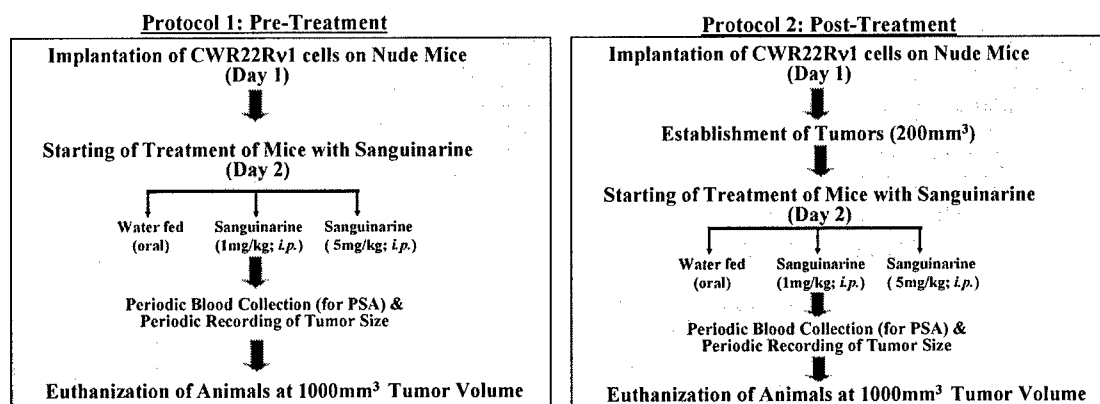 Protocol 1: Pre-Treatment
Implantation of CWR22Rν1 cells on Nude Mice
(Day 1)
Starting of Treatment of Mice with Sanguinarine
(Day 2)
Water fed
(oral)
Sanguinarine
(1mg/kg; i.p.)
Sanguinarine
( 5mg/kg; i.p.)
Periodic Blood Collection (for PSA) &
Periodic Recording of Tumor Size
Euthanization of Animals at 1000mm³ Tumor Volume
Protocol 2: Post-Treatment
Implantation of CWR22Rν1 cells on Nude Mice
(Day 1)
Establishment of Tumors (200mm³)
Starting of Treatment of Mice with Sanguinarine
(Day 2)
Water fed
(oral)
Sanguinarine
(1mg/kg; i.p.)
Sanguinarine
( 5mg/kg; i.p.)
Periodic Blood Collection (for PSA) &
Periodic Recording of Tumor Size
Euthanization of Animals at 1000mm³ Tumor Volume